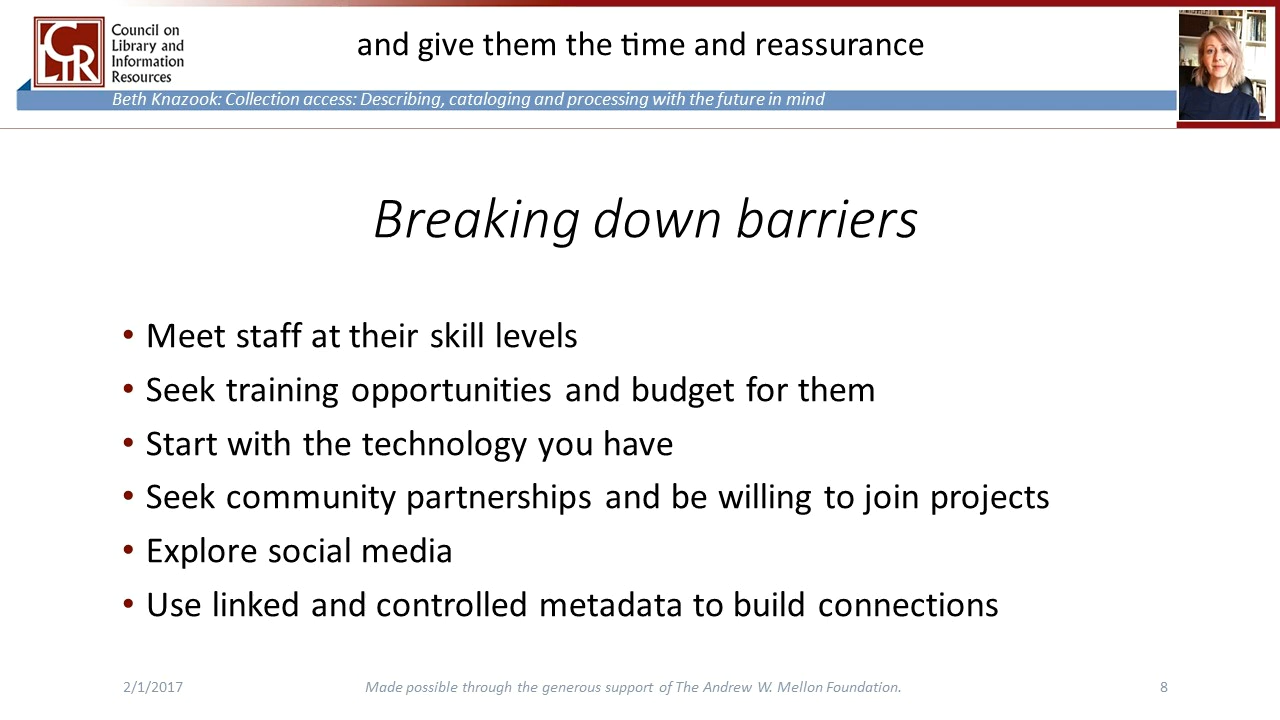 CLIR
Council on
Library and
Information
Resources
and give them the time and reassurance
Beth Knazook: Collection access: Describing, cataloging and processing with the future in mind
Breaking down barriers
• Meet staff at their skill levels
• Seek training opportunities and budget for them
• Start with the technology you have
• Seek community partnerships and be willing to join projects
• Explore social media
• Use linked and controlled metadata to build connections
2/1/2017
Made possible through the generous support of The Andrew W. Mellon Foundation.
8